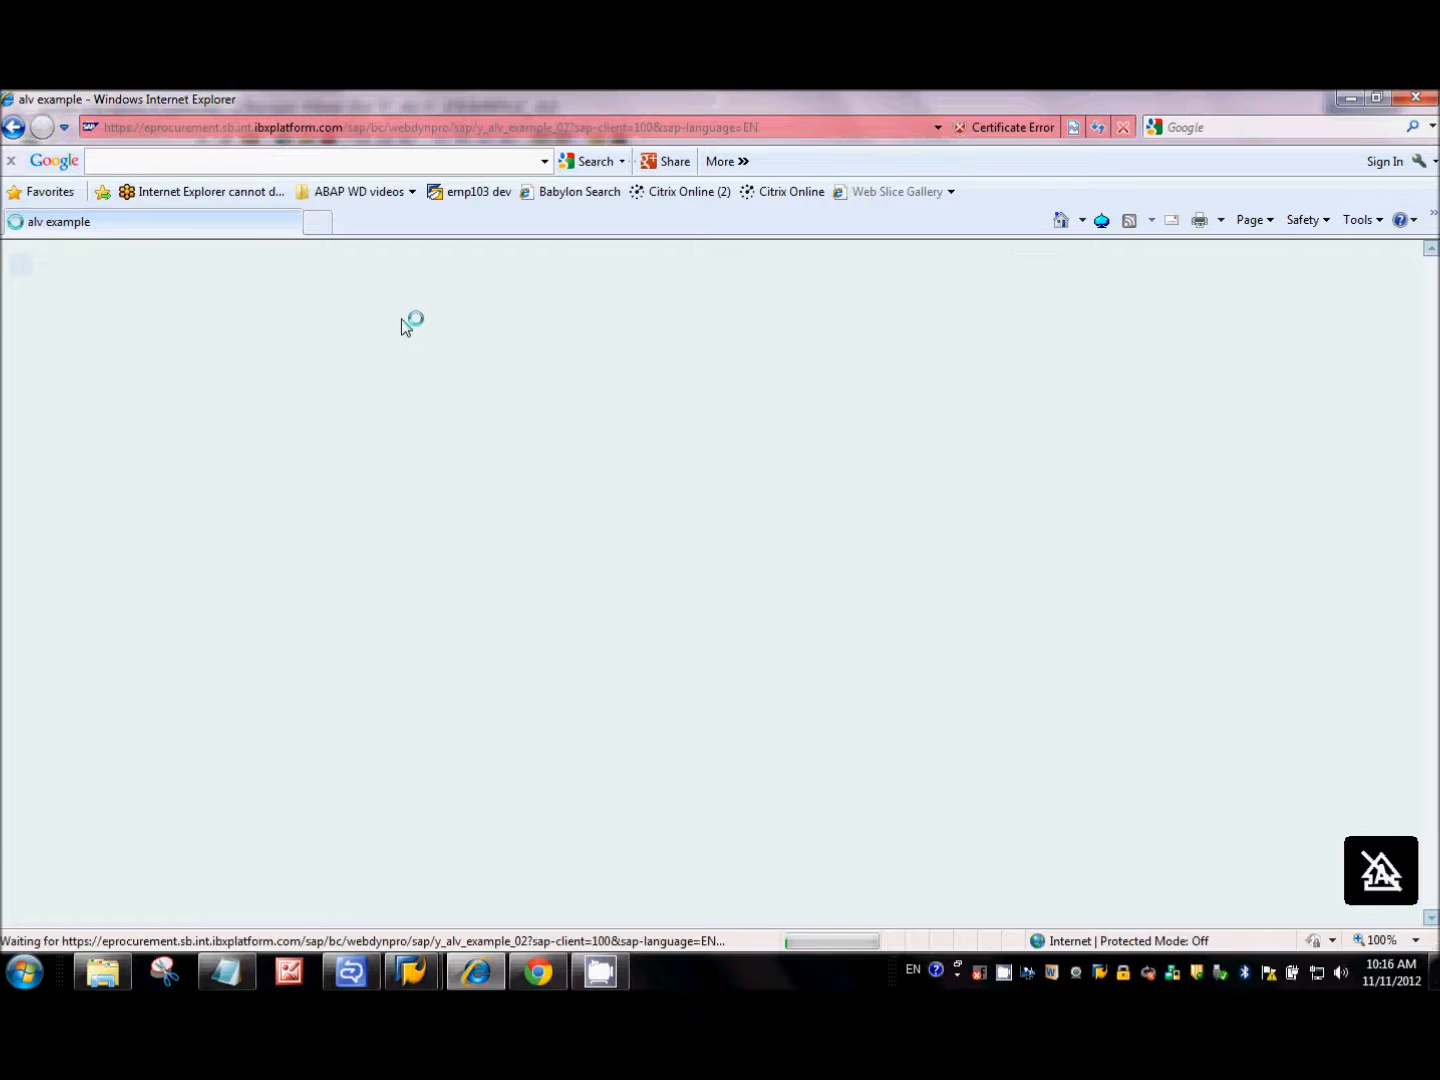 alv example - Windows Internet Explorer
SAP https://eprocurement.sb.int.ibxplatform.com/sap/bc/webdynpro/sap/y_alv_example_02?sap-client=100&sap-language=EN Certificate Error Google
x Google Search Share More » Sign In
Favorites Internet Explorer cannot d... ABAP WD videos emp103 dev Babylon Search Citrix Online (2) Citrix Online Web Slice Gallery
alv example Page Safety Tools
Waiting for https://eprocurement.sb.int.ibxplatform.com/sap/bc/webdynpro/sap/y_alv_example_02?sap-client=100&sap-language=EN... Internet | Protected Mode: Off 100%
EN 10:16 AM
11/11/2012